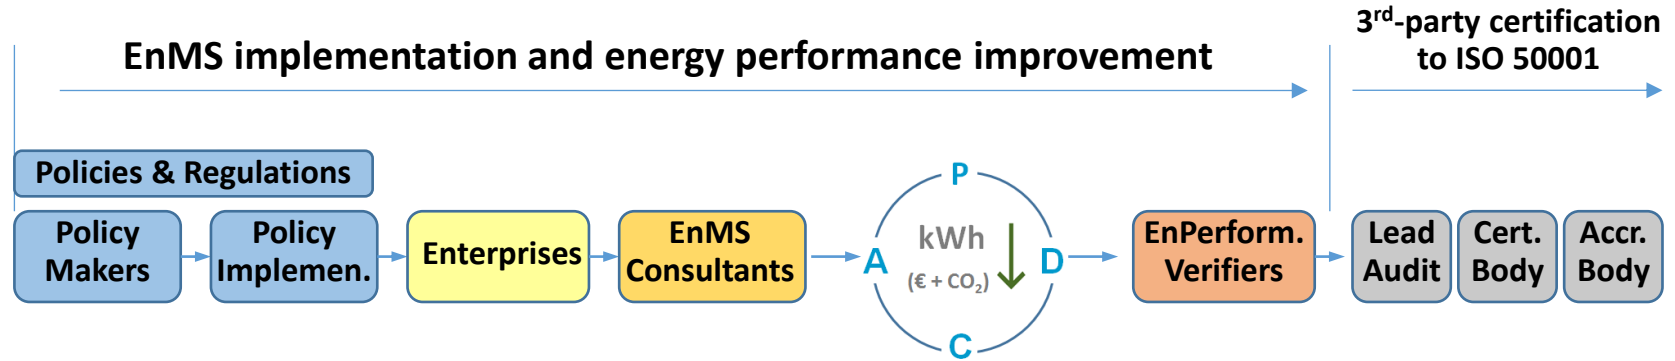 EnMS implementation and energy performance improvement
3rd-party certification
to ISO 50001
Policies & Regulations
Policy
Makers
Policy
Implemen.
Enterprises
EnMS
Consultants
P
A
kWh
(€ + CO₂)
D
C
EnPerform.
Verifiers
Lead
Audit
Cert.
Body
Accr.
Body